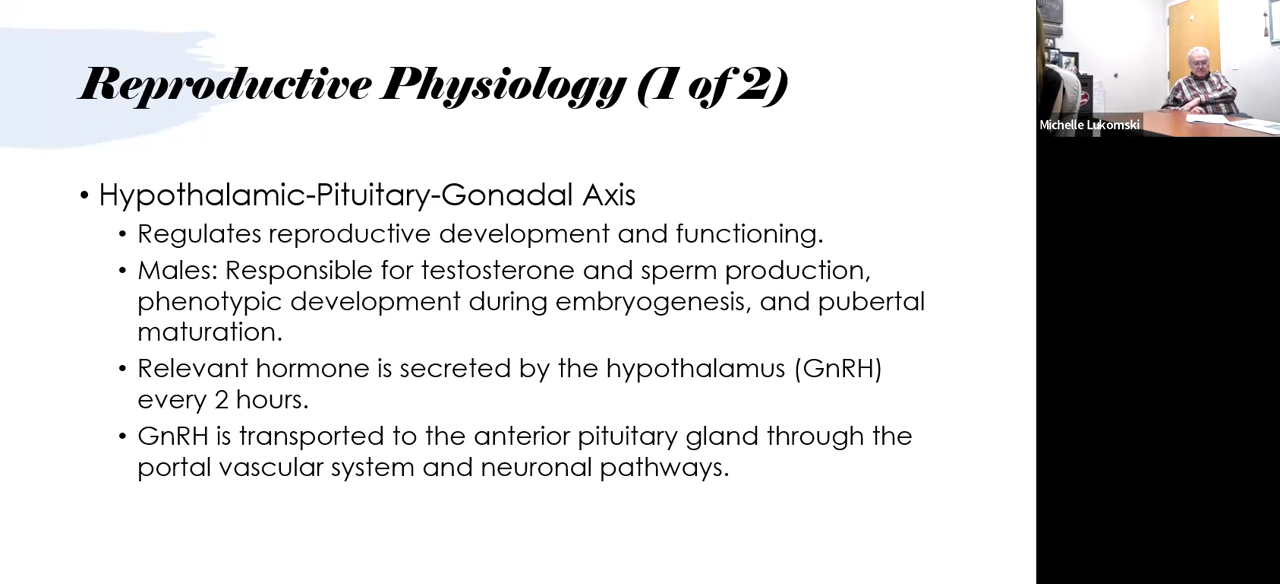 Reproductive Physiology (1 of 2)
• Hypothalamic-Pituitary-Gonadal Axis
• Regulates reproductive development and functioning.
• Males: Responsible for testosterone and sperm production,
phenotypic development during embryogenesis, and pubertal
maturation.
• Relevant hormone is secreted by the hypothalamus (GnRH)
every 2 hours.
• GnRH is transported to the anterior pituitary gland through the
portal vascular system and neuronal pathways.
Michelle Lukomski